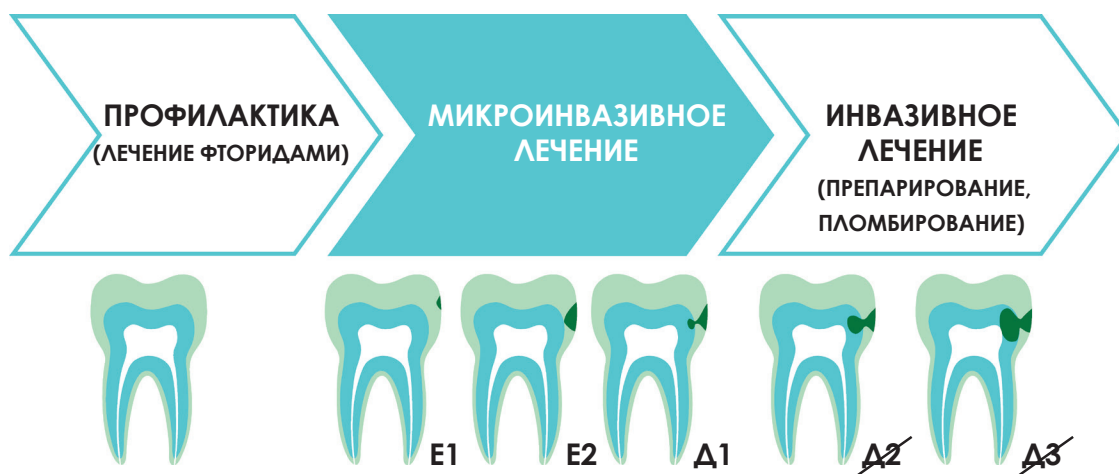 ПРОФИЛАКТИКА
(ЛЕЧЕНИЕ ФТОРИДАМИ)
МИКРОИНВАЗИВНОЕ
ЛЕЧЕНИЕ
ИНВАЗИВНОЕ
ЛЕЧЕНИЕ
(ПРЕПАРИРОВАНИЕ,
ПЛОМБИРОВАНИЕ)
Е1
Е2
Д1
Д2
Д3